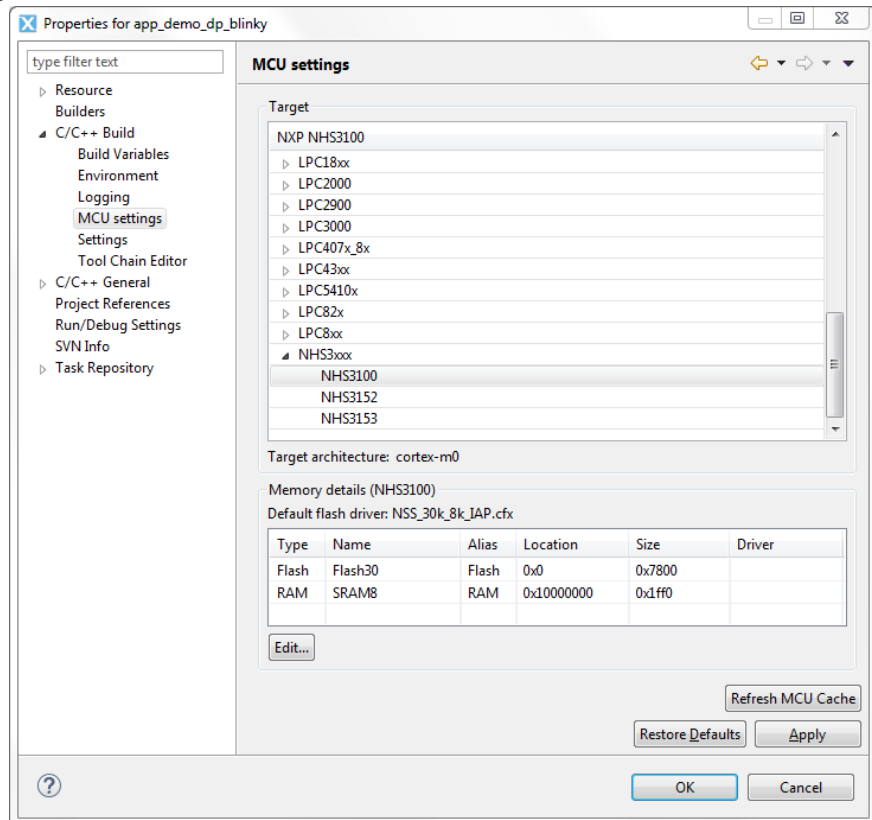 Properties for app_demo_dp_blinky
type filter text
Resource
Builders
C/C++ Build
Build Variables
Environment
Logging
MCU settings
Settings
Tool Chain Editor
C/C++ General
Project References
Run/Debug Settings
SVN Info
Task Repository
MCU settings
Target
NXP NHS3100
LPC18xx
LPC2000
LPC2900
LPC3000
LPC407x_8x
LPC43xx
LPC5410x
LPC82x
LPC8xx
NHS3xxx
NHS3100
NHS3152
NHS3153
Target architecture: cortex-m0
Memory details (NHS3100)
Default flash driver: NSS_30k_8k_IAP.cfx
Type Name Alias Location Size Driver
Flash Flash30 Flash 0x0 0x7800
RAM SRAM8 RAM 0x10000000 0x1ff0
Edit...
Refresh MCU Cache
Restore Defaults Apply
OK Cancel